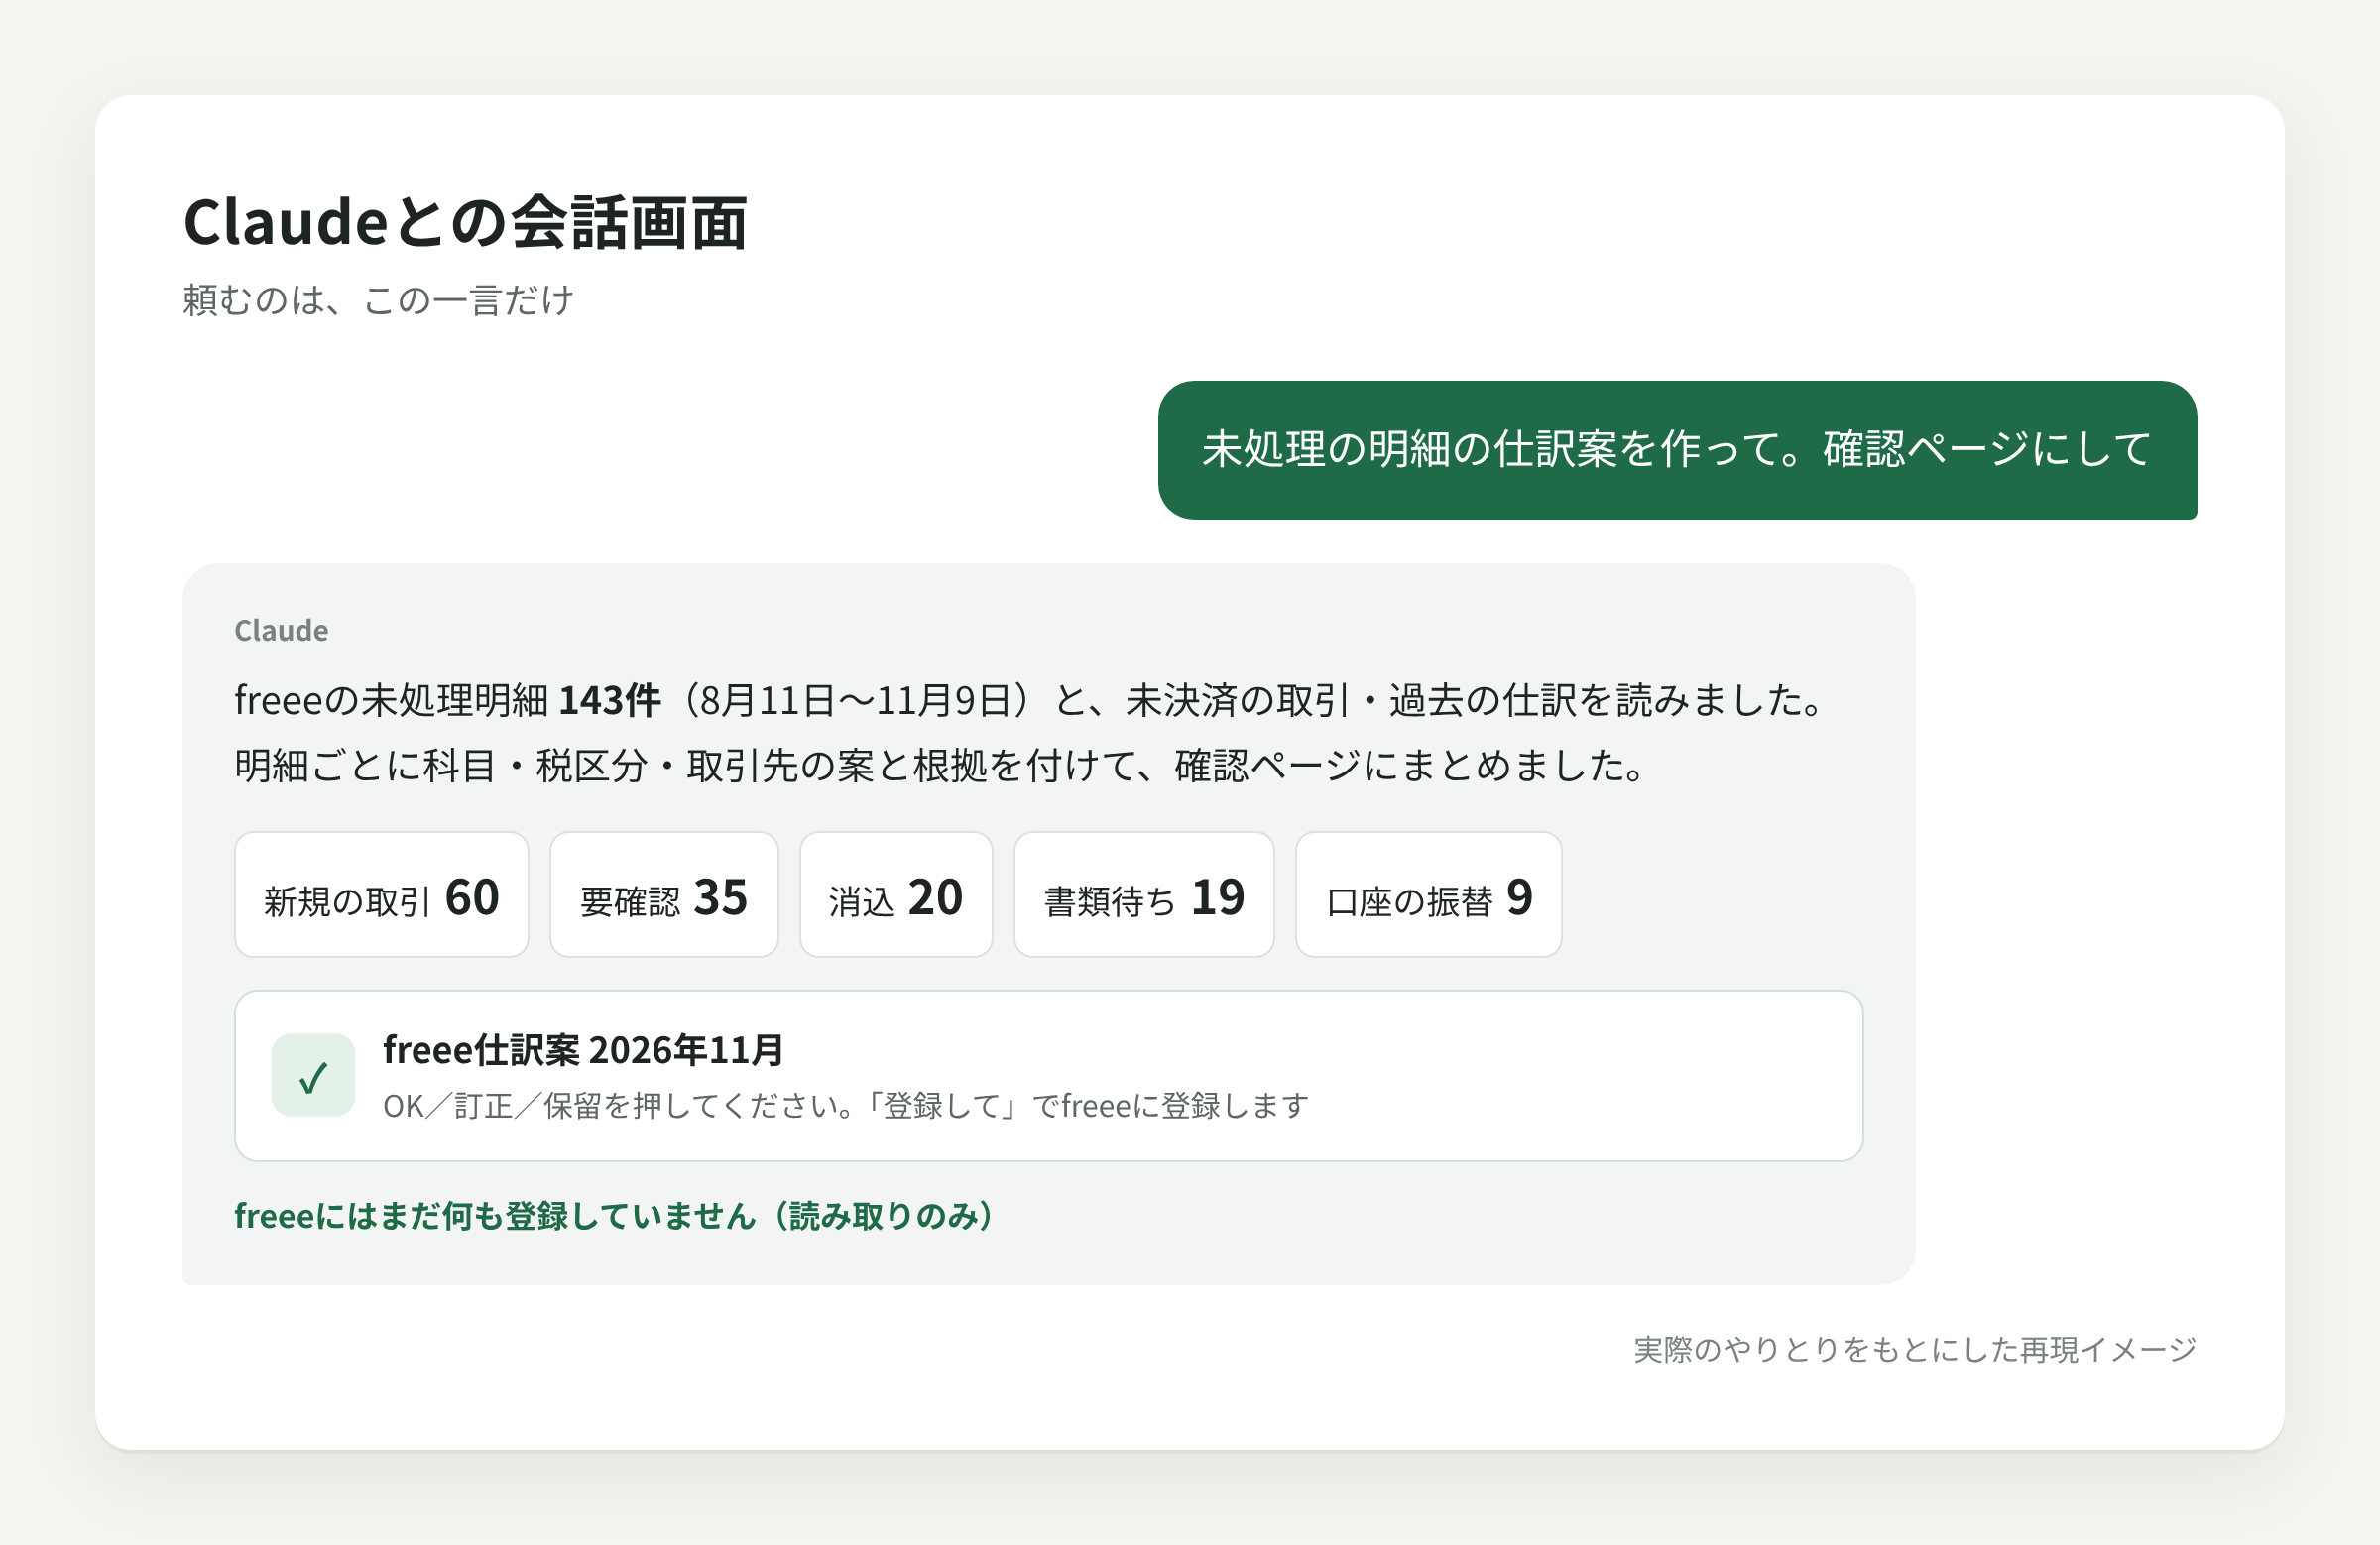 Claudeとの会話画面
頼むのは、この一言だけ
未処理の明細の仕訳案を作って。確認ページにして
Claude
freeeの未処理明細 143件（8月11日〜11月9日）と、未決済の取引・過去の仕訳を読みました。
明細ごとに科目・税区分・取引先の案と根拠を付けて、確認ページにまとめました。
新規の取引 60 要確認 35 消込 20 書類待ち 19 口座の振替 9
✓
freee仕訳案 2026年11月
OK／訂正／保留を押してください。「登録して」でfreeeに登録します
freeeにはまだ何も登録していません（読み取りのみ）
実際のやりとりをもとにした再現イメージ